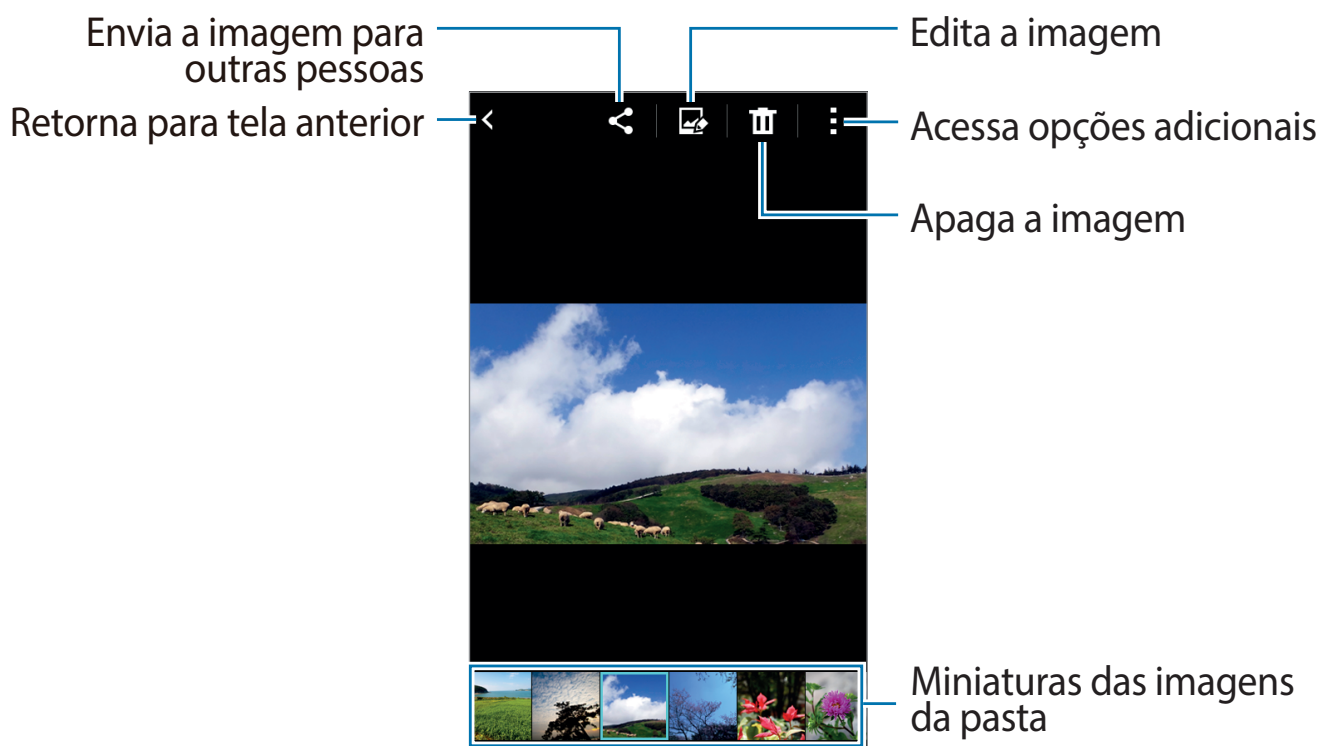 Envia a imagem para
outras pessoas
Retorna para tela anterior
Edita a imagem
Acessa opções adicionais
Apaga a imagem
Miniaturas das imagens
da pasta